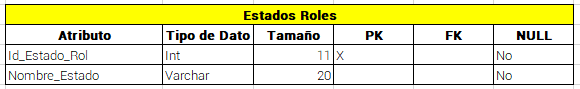 Estados Roles
Atributo Tipo de Dato Tamaño PK FK NULL
Id_Estado_Rol Int 11 X No
Nombre_Estado Varchar 20 No